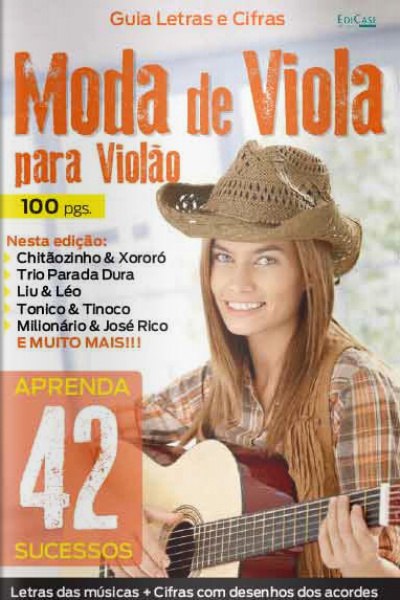 Guia Letras e Cifras
EDICASE
Moda de Viola
para Violão
100 pgs.
Nesta edição:
Chitãozinho & Xororó
Trio Parada Dura
Liu & Léo
Tonico & Tinoco
Milionário & José Rico
E MUITO MAIS!!!
APRENDA
42
SUCESSOS
Letras das músicas + Cifras com desenhos dos acordes